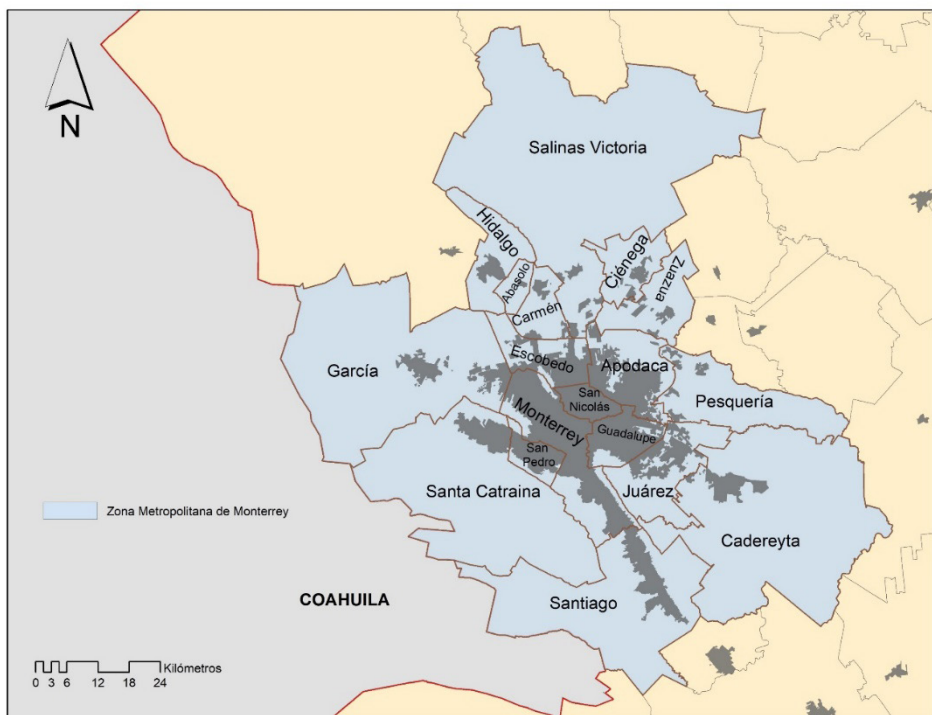 N
Salinas Victoria
Hidalgo
Ciénega
Zuazua
Abasolo
Carmén
Escobedo
Apodaca
García
San
Nicolás
Pesquería
Monterrey
Guadalupe
San
Pedro
Santa Catraina
Juárez
Zona Metropolitana de Monterrey
Cadereyta
COAHUILA
Santiago
Kilómetros
0 3 6 12 18 24